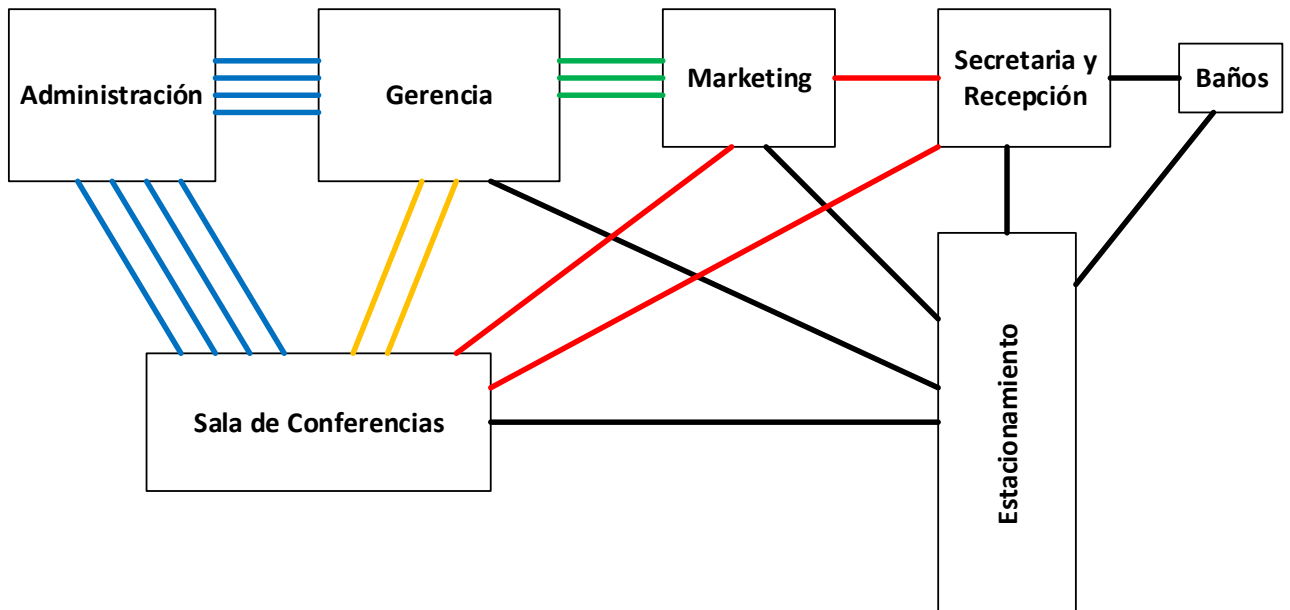 Administración
Gerencia
Marketing
Secretaria y
Recepción
Baños
Sala de Conferencias
Estacionamiento